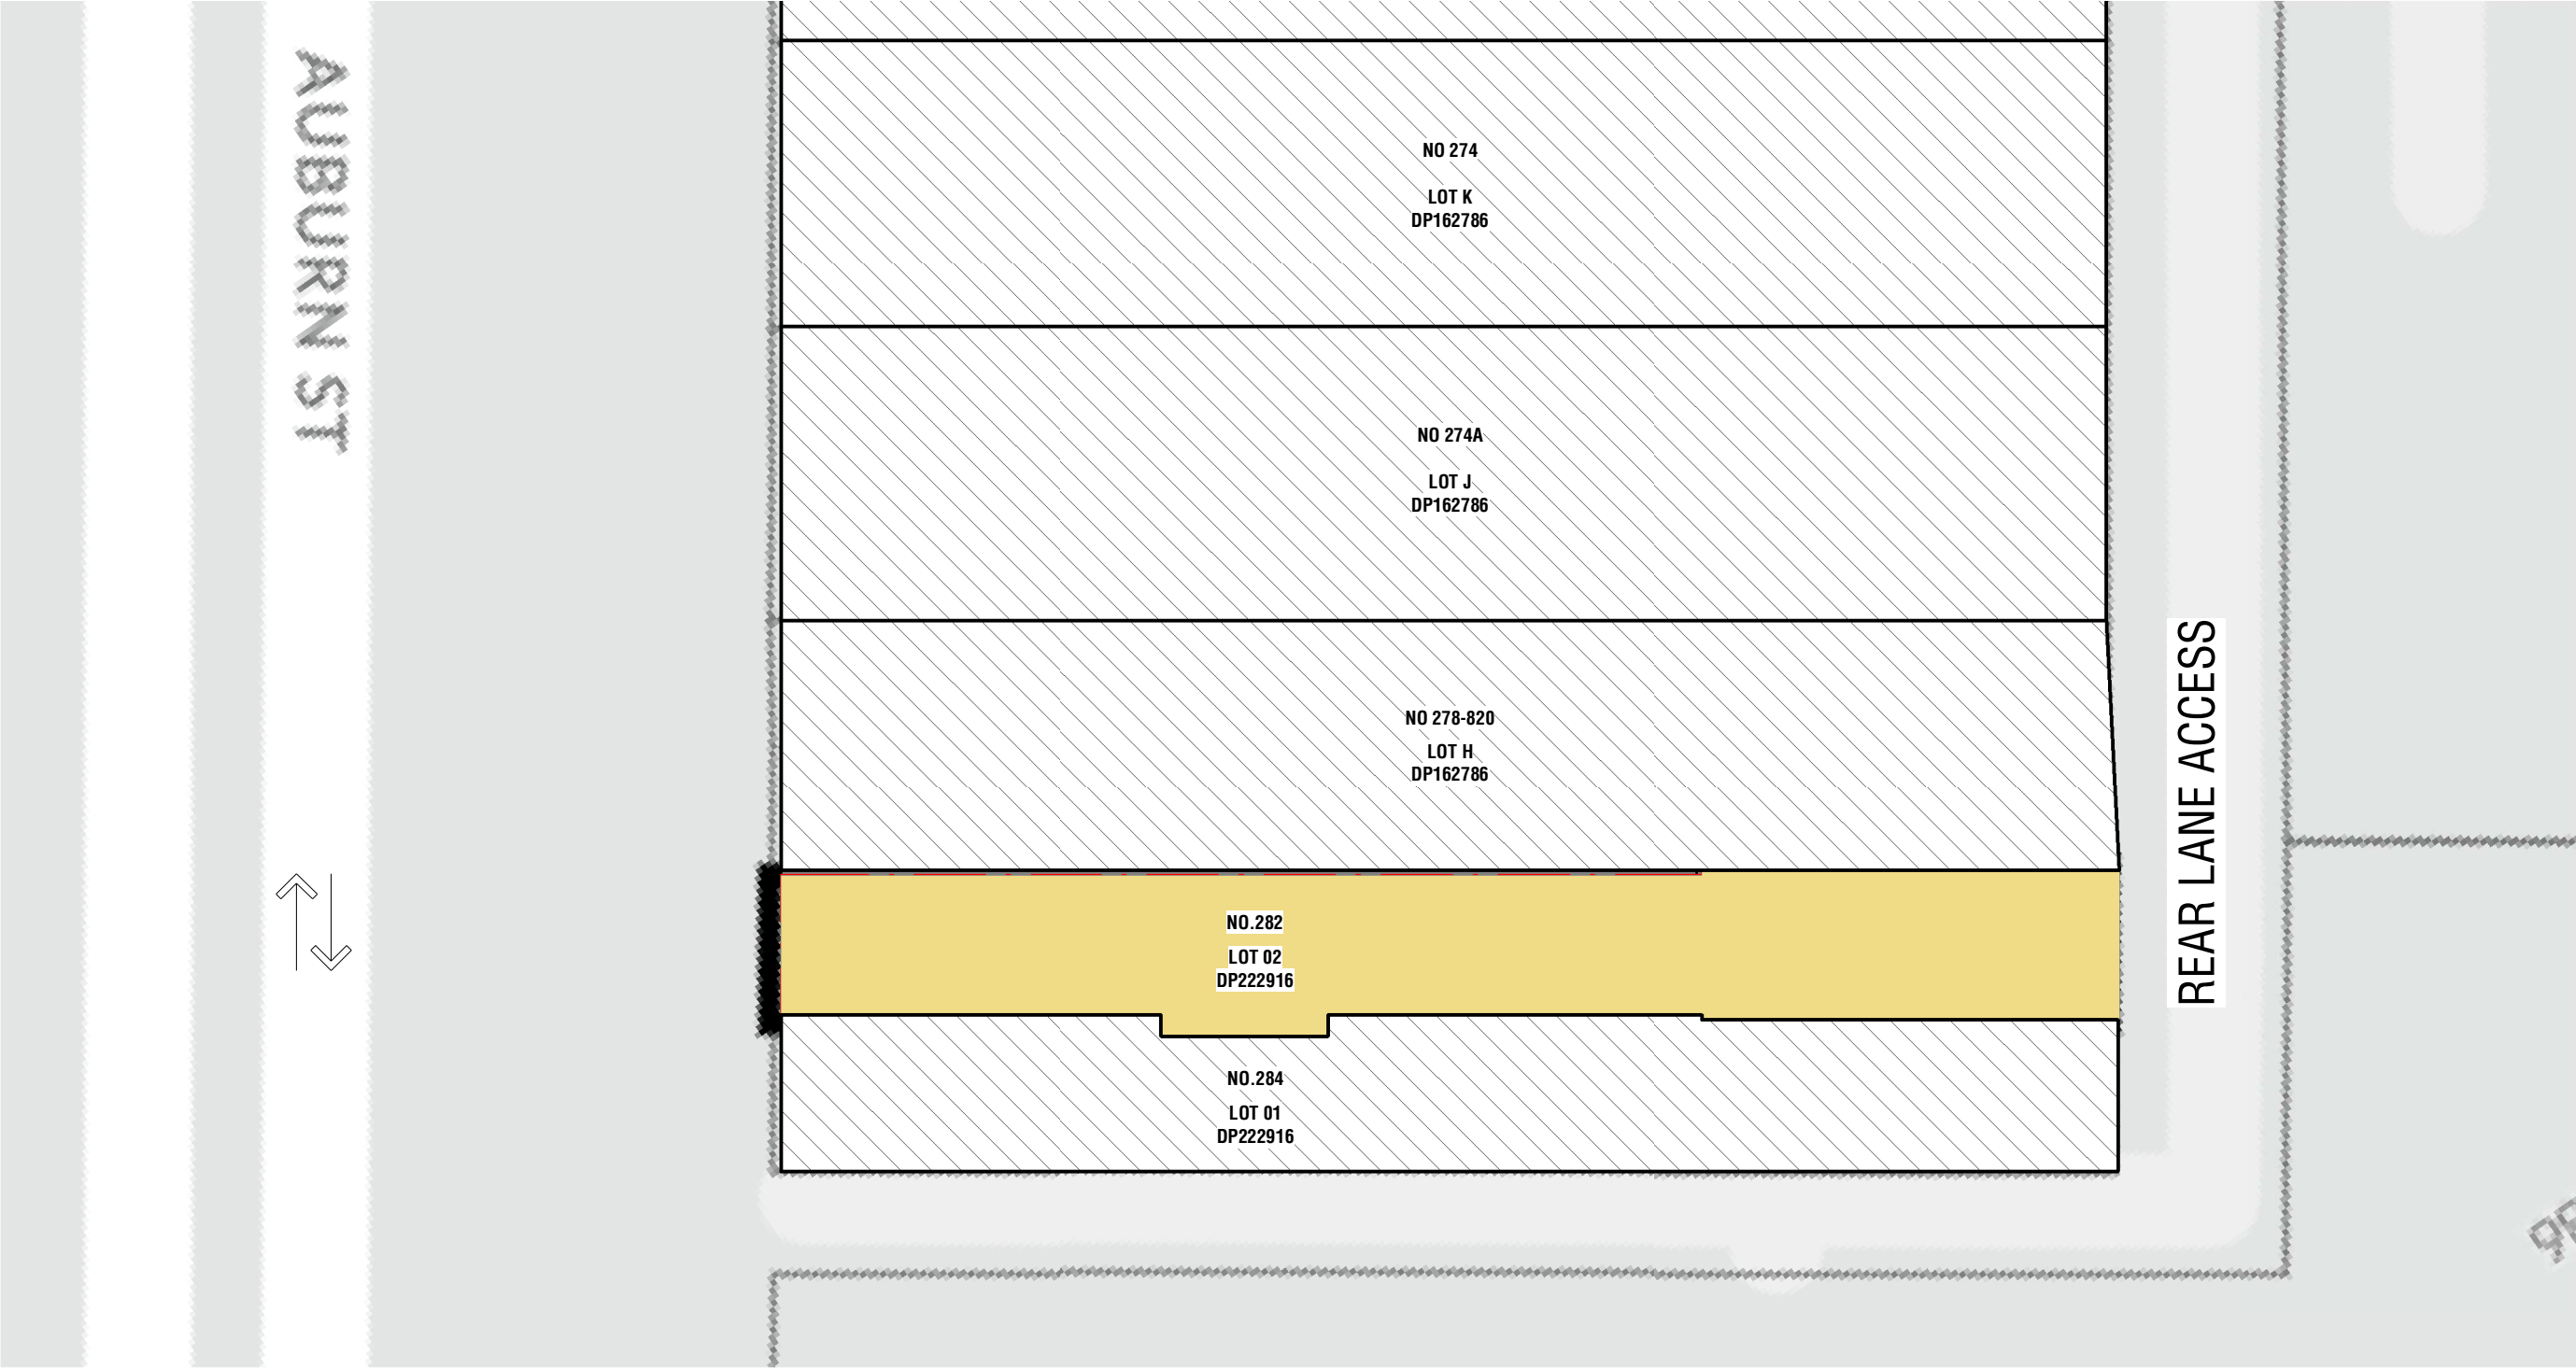 AUBURN ST
NO 274
LOT K
DP162786
NO 274A
LOT J
DP162786
NO 278-820
LOT H
DP162786
REAR LANE ACCESS
NO.282
LOT 02
DP222916
NO.284
LOT 01
DP222916